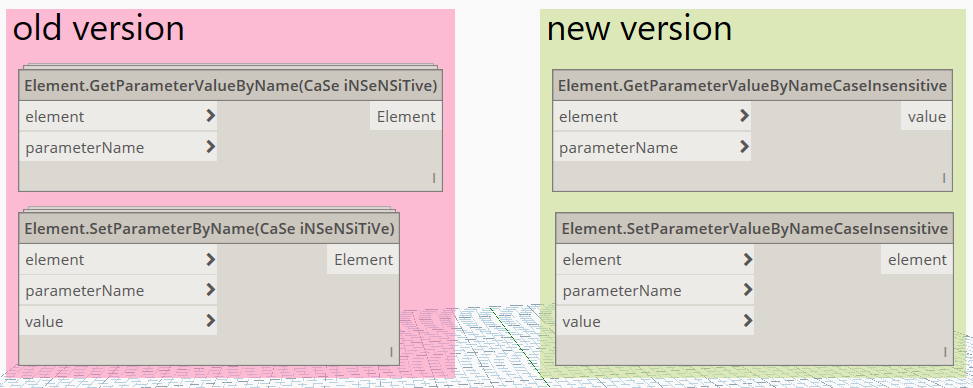 old version
Element.GetParameterValueByName(CaSe iNSeNSiTive)
element
Element
parameterName
l
Element.SetParameterByName(CaSe iNSeNSiTiVe)
element
Element
parameterName
value
l
new version
Element.GetParameterValueByNameCaseInsensitive
element
value
parameterName
l
Element.SetParameterValueByNameCaseInsensitive
element
element
parameterName
value
l